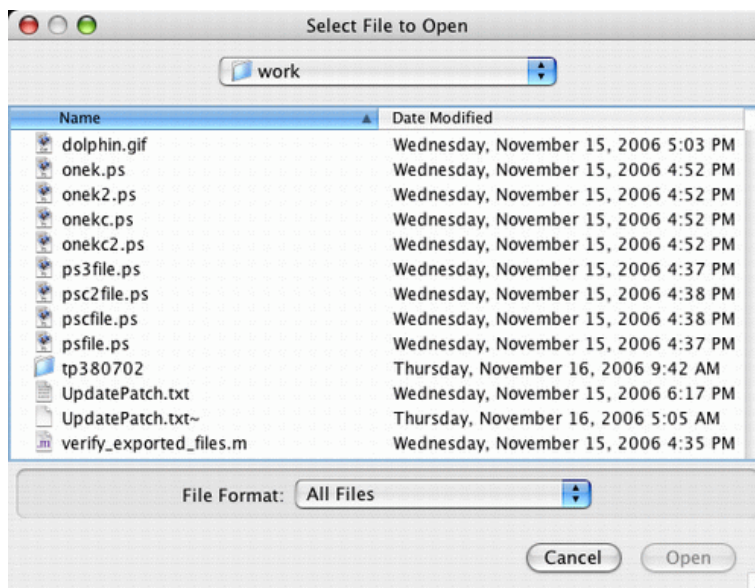 Select File to Open
work
Name Date Modified
dolphin.gif Wednesday, November 15, 2006 5:03 PM
onek.ps Wednesday, November 15, 2006 4:52 PM
onek2.ps Wednesday, November 15, 2006 4:52 PM
onekc.ps Wednesday, November 15, 2006 4:52 PM
onekc2.ps Wednesday, November 15, 2006 4:52 PM
ps3file.ps Wednesday, November 15, 2006 4:37 PM
psc2file.ps Wednesday, November 15, 2006 4:38 PM
pscfile.ps Wednesday, November 15, 2006 4:38 PM
psfile.ps Wednesday, November 15, 2006 4:37 PM
tp380702 Thursday, November 16, 2006 9:42 AM
UpdatePatch.txt Wednesday, November 15, 2006 6:17 PM
UpdatePatch.txt~ Thursday, November 16, 2006 5:05 AM
.m verify_exported_files.m Wednesday, November 15, 2006 4:35 PM
File Format: All Files
Cancel Open